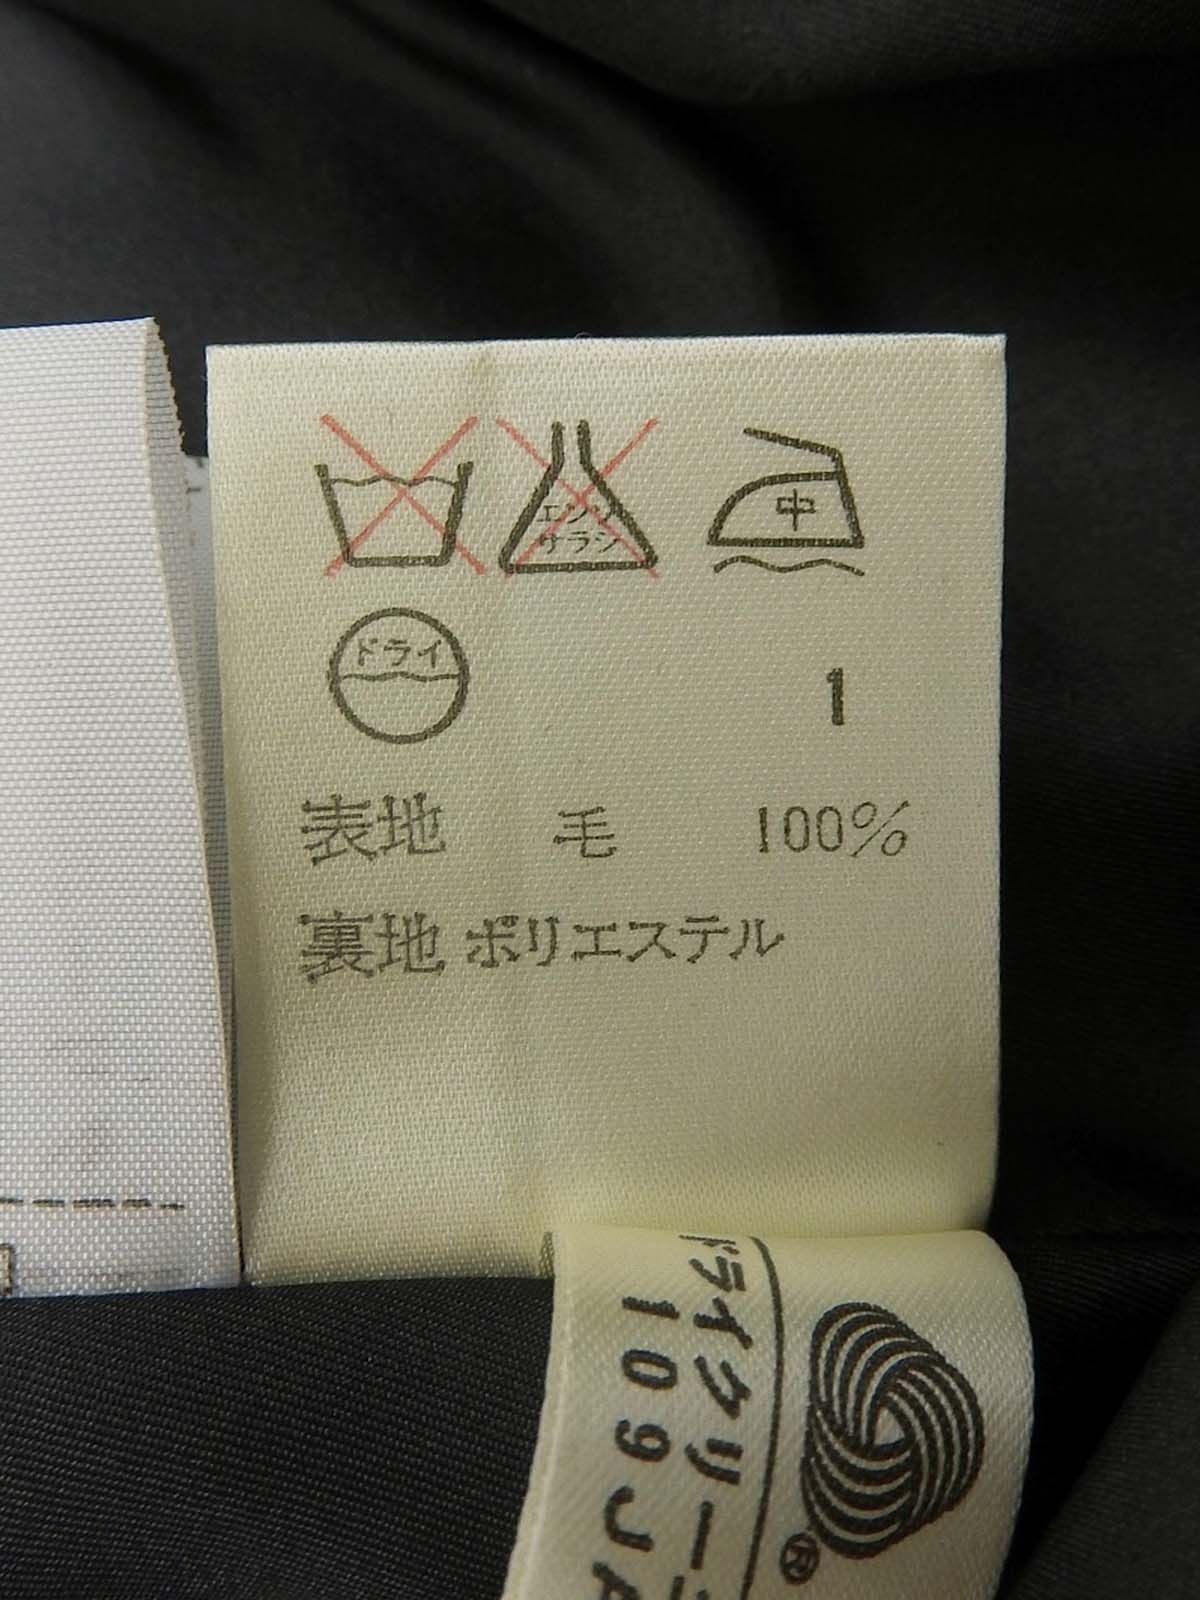 エンソ
サラシ
中
ドライ
1
表地 毛 100%
裏地 ポリエステル
ドライクリー
109JA
®